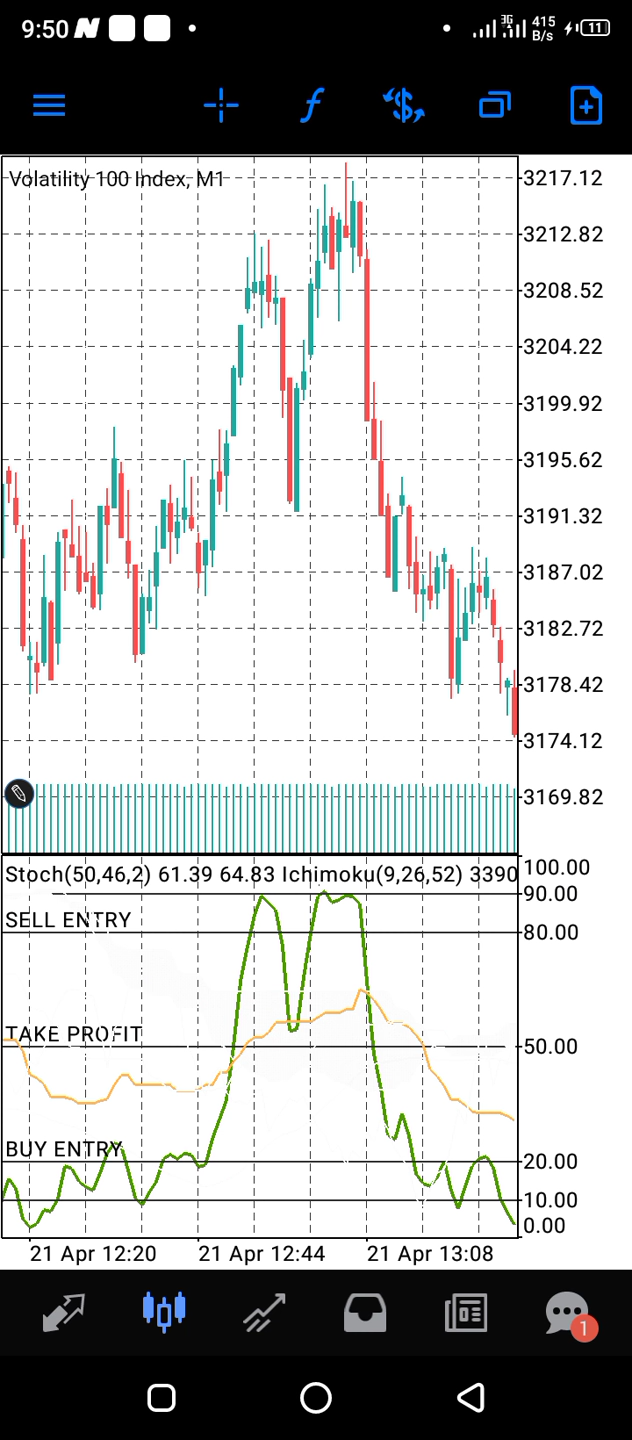 9:50
3G
415
B/s
11
Volatility 100 Index, M1
3217.12
3212.82
3208.52
3204.22
3199.92
3195.62
3191.32
3187.02
3182.72
3178.42
3174.12
3169.82
Stoch(50,46,2) 61.39 64.83 Ichimoku(9,26,52) 3390
100.00
90.00
SELL ENTRY
80.00
TAKE PROFIT
50.00
BUY ENTRY
20.00
10.00
0.00
21 Apr 12:20
21 Apr 12:44
21 Apr 13:08
1